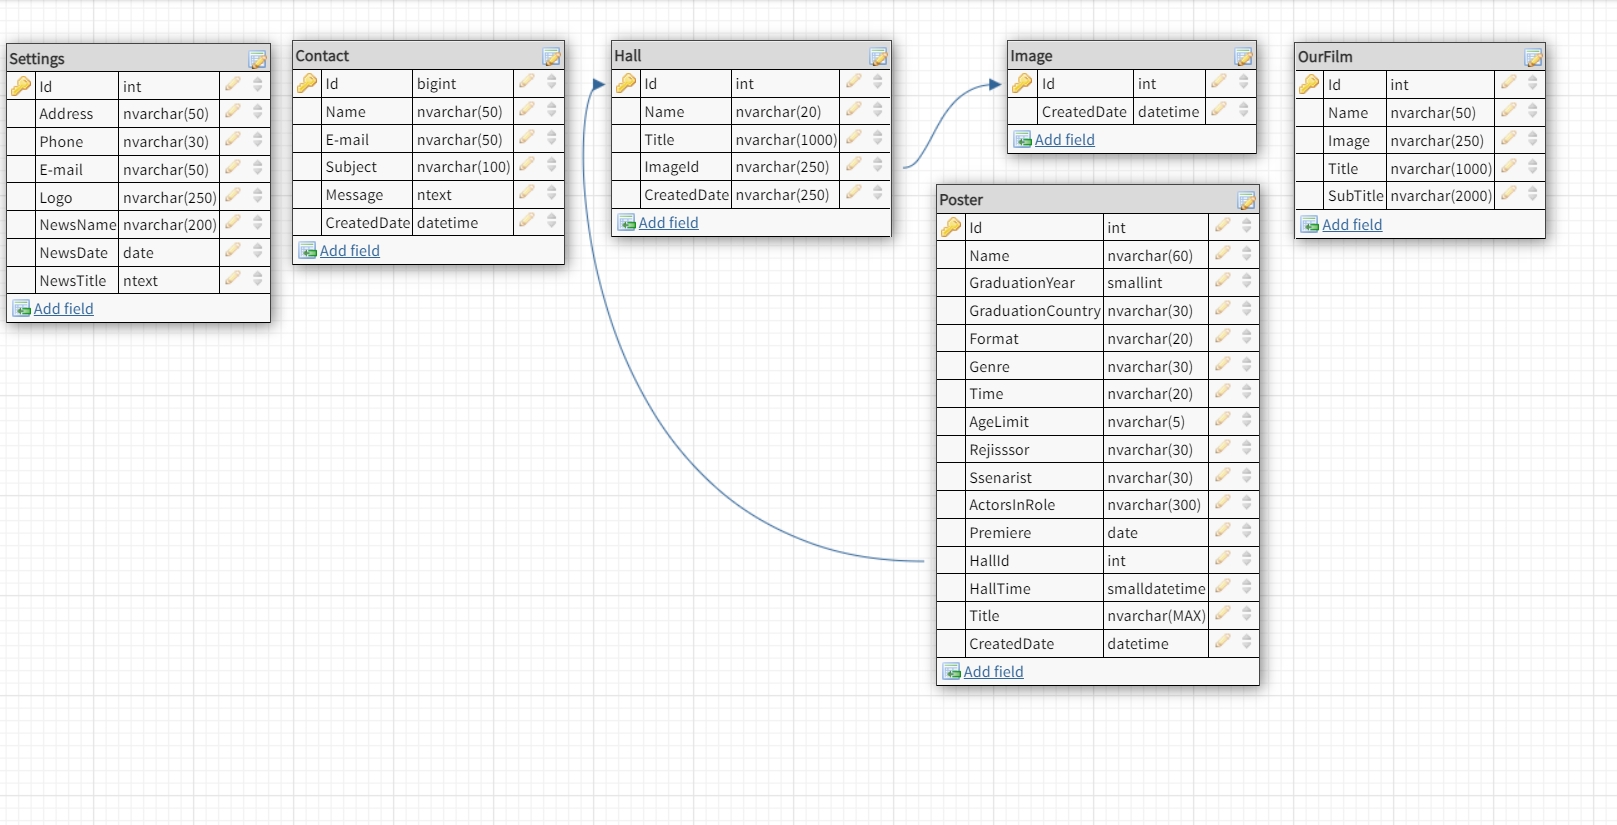 Settings
Id int
Address nvarchar(50)
Phone nvarchar(30)
E-mail nvarchar(50)
Logo nvarchar(250)
NewsName nvarchar(200)
NewsDate date
NewsTitle ntext
Add field
Contact
Id bigint
Name nvarchar(50)
E-mail nvarchar(50)
Subject nvarchar(100)
Message ntext
CreatedDate datetime
Add field
Hall
Id int
Name nvarchar(20)
Title nvarchar(1000)
ImageId nvarchar(250)
CreatedDate nvarchar(250)
Add field
Image
Id int
CreatedDate datetime
Add field
Poster
Id int
Name nvarchar(60)
GraduationYear smallint
GraduationCountry nvarchar(30)
Format nvarchar(20)
Genre nvarchar(30)
Time nvarchar(20)
AgeLimit nvarchar(5)
Rejisssor nvarchar(30)
Ssenarist nvarchar(30)
ActorsInRole nvarchar(300)
Premiere date
HallId int
HallTime smalldatetime
Title nvarchar(MAX)
CreatedDate datetime
Add field
OurFilm
Id int
Name nvarchar(50)
Image nvarchar(250)
Title nvarchar(1000)
SubTitle nvarchar(2000)
Add field